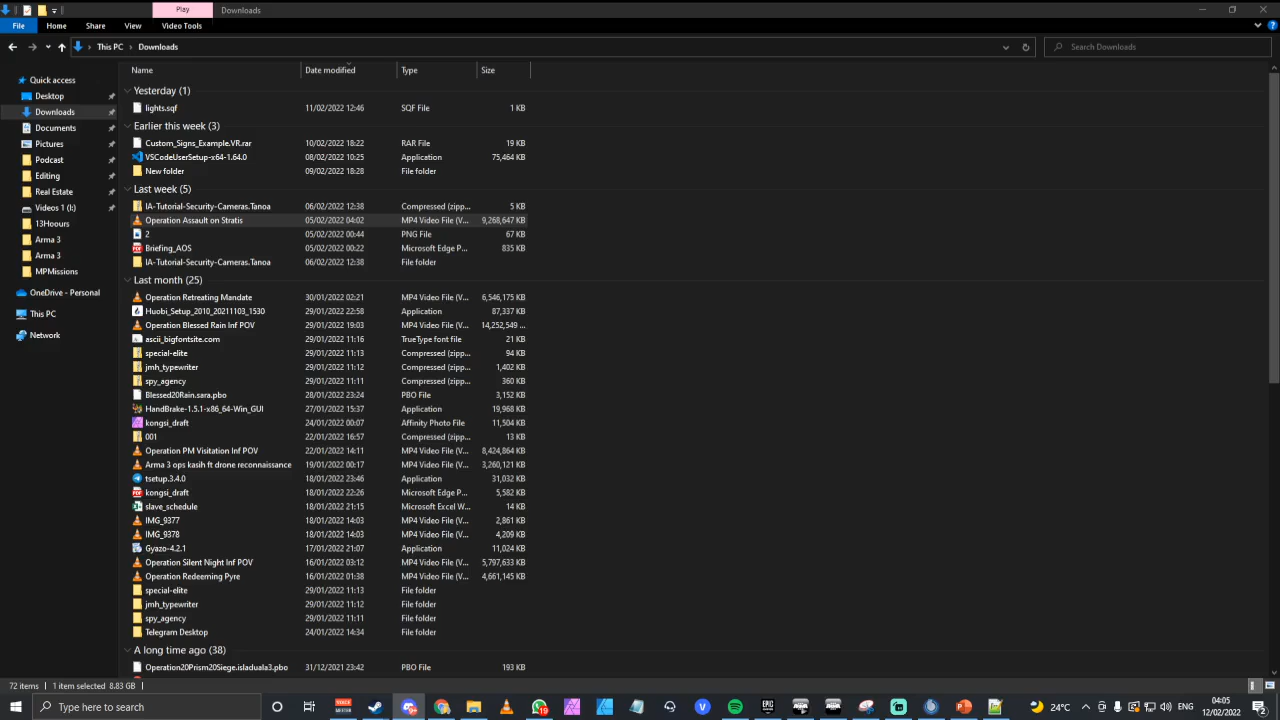 Play
Downloads
File
Home
Share
View
Video Tools
This PC
Downloads
Search Downloads
Quick access
Desktop
Downloads
Documents
Pictures
Podcast
Editing
Real Estate
Videos 1 (I:)
13Hoours
Arma 3
Arma 3
MPMissions
OneDrive - Personal
This PC
Network
Name Date modified Type Size
Yesterday (1)
lights.sqf 11/02/2022 12:46 SQF File 1 KB
Earlier this week (3)
Custom_Signs_Example.VR.rar 10/02/2022 18:22 RAR File 19 KB
VSCodeUserSetup-x64-1.64.0 08/02/2022 10:25 Application 75,464 KB
New folder 09/02/2022 18:28 File folder
Last week (5)
IA-Tutorial-Security-Cameras.Tanoa 06/02/2022 12:38 Compressed (zipp... 5 KB
Operation Assault on Stratis 05/02/2022 04:02 MP4 Video File (V... 9,268,647 KB
2 05/02/2022 00:44 PNG File 67 KB
Briefing_AOS 05/02/2022 00:22 Microsoft Edge P... 835 KB
IA-Tutorial-Security-Cameras.Tanoa 06/02/2022 12:38 File folder
Last month (25)
Operation Retreating Mandate 30/01/2022 02:21 MP4 Video File (V... 6,546,175 KB
Huobi_Setup_2010_20211103_1530 29/01/2022 22:58 Application 87,337 KB
Operation Blessed Rain Inf POV 29/01/2022 19:03 MP4 Video File (V... 14,252,549 ...
ascii_bigfontsite.com 29/01/2022 11:16 TrueType font file 21 KB
special-elite 29/01/2022 11:13 Compressed (zipp... 94 KB
jmh_typewriter 29/01/2022 11:12 Compressed (zipp... 1,402 KB
spy_agency 29/01/2022 11:11 Compressed (zipp... 360 KB
Blessed20Rain.sara.pbo 28/01/2022 23:24 PBO File 3,152 KB
HandBrake-1.5.1-x86_64-Win_GUI 27/01/2022 15:37 Application 19,968 KB
kongsi_draft 24/01/2022 00:07 Affinity Photo File 11,504 KB
001 22/01/2022 16:57 Compressed (zipp... 13 KB
Operation PM Visitation Inf POV 22/01/2022 14:11 MP4 Video File (V... 8,424,864 KB
Arma 3 ops kasih ft drone reconnaissance 19/01/2022 00:17 MP4 Video File (V... 3,260,121 KB
tsetup.3.4.0 18/01/2022 23:46 Application 31,032 KB
kongsi_draft 18/01/2022 22:26 Microsoft Edge P... 5,582 KB
slave_schedule 18/01/2022 21:15 Microsoft Excel W... 14 KB
IMG_9377 18/01/2022 14:03 MP4 Video File (V... 2,861 KB
IMG_9378 18/01/2022 14:03 MP4 Video File (V... 4,209 KB
Gyazo-4.2.1 17/01/2022 21:07 Application 11,024 KB
Operation Silent Night Inf POV 16/01/2022 03:12 MP4 Video File (V... 5,797,633 KB
Operation Redeeming Pyre 16/01/2022 01:38 MP4 Video File (V... 4,661,145 KB
special-elite 29/01/2022 11:13 File folder
jmh_typewriter 29/01/2022 11:12 File folder
spy_agency 29/01/2022 11:11 File folder
Telegram Desktop 24/01/2022 14:34 File folder
A long time ago (38)
Operation20Prism20Siege.isladuala3.pbo 31/12/2021 23:42 PBO File 193 KB
72 items 1 item selected 8.83 GB
Type here to search
24°C
ENG
04:05
12/02/2022